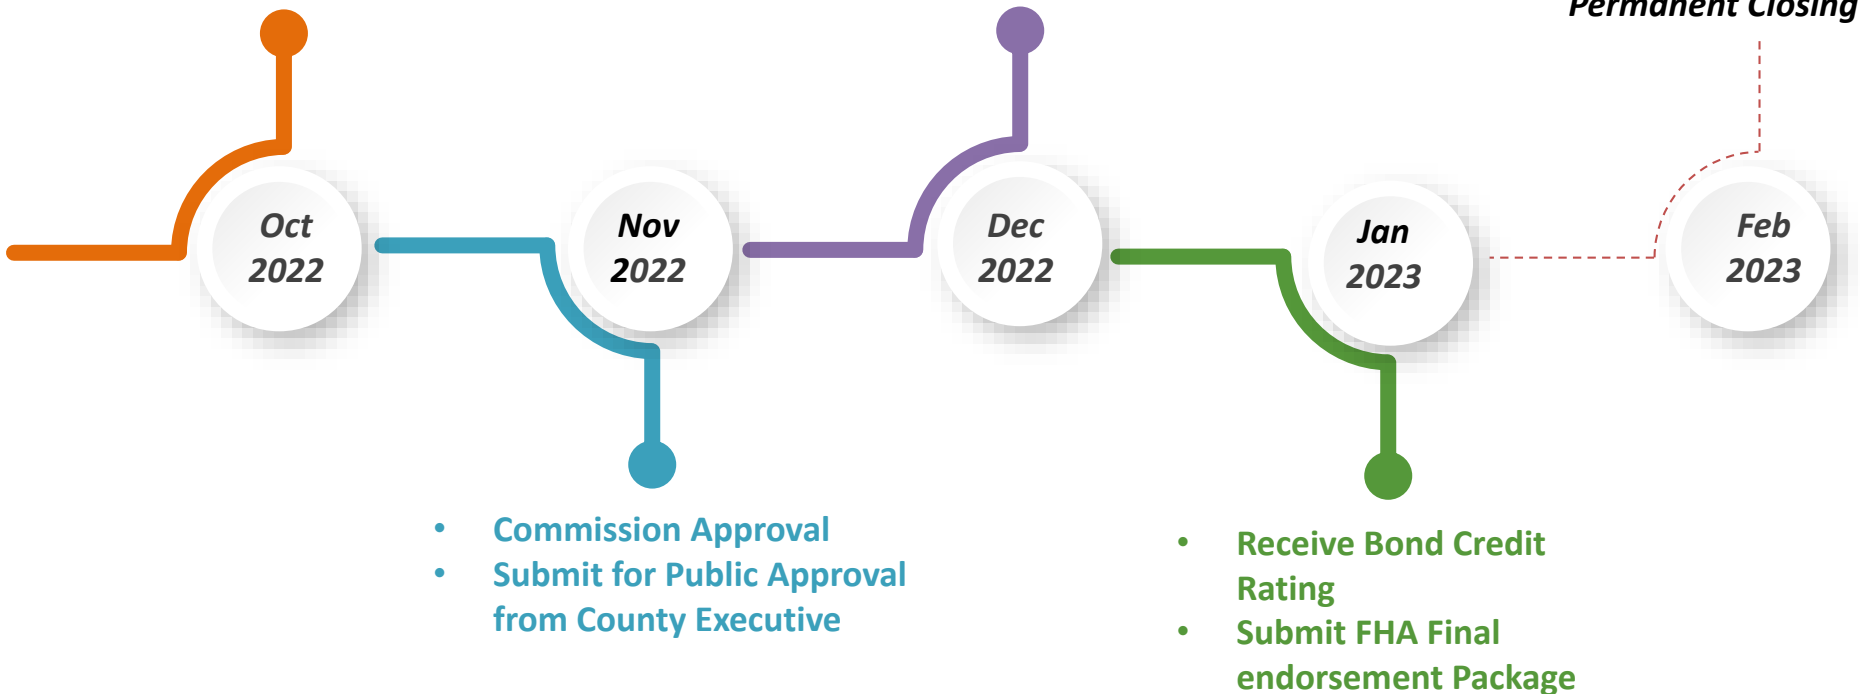 Permanent Closing
Oct
2022
Nov
2022
Dec
2022
Jan
2023
Feb
2023
• Commission Approval
• Submit for Public Approval
from County Executive
• Receive Bond Credit
Rating
• Submit FHA Final
endorsement Package